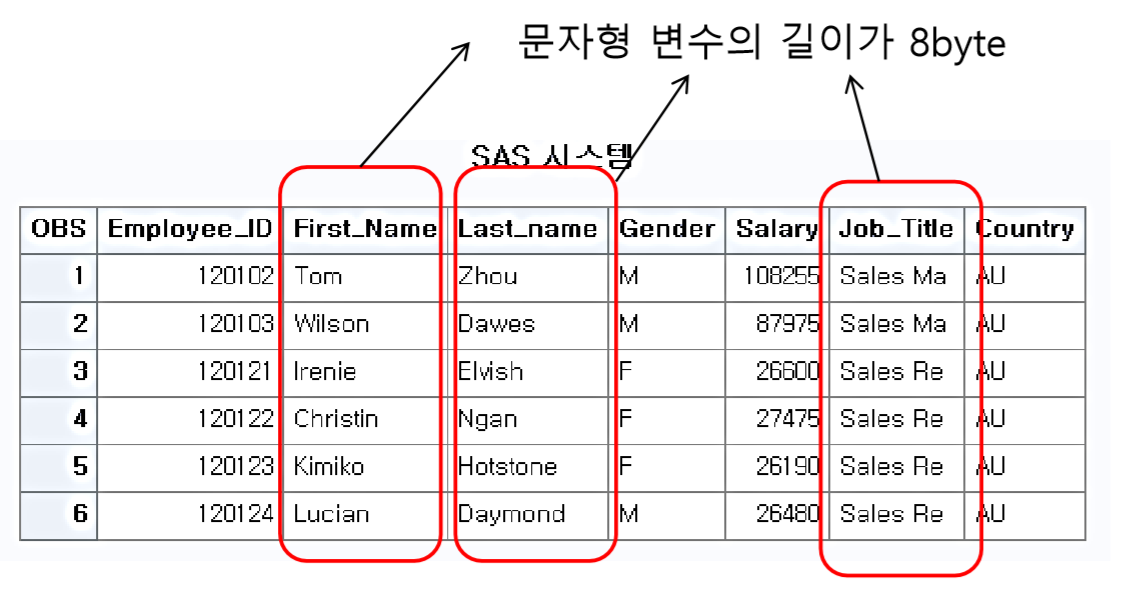 문자형 변수의 길이가 8byte
SAS 시스템
OBS Employee_ID First_Name Last_name Gender Salary Job_Title Country
1 120102 Tom Zhou M 108255 Sales Ma AU
2 120103 Wilson Dawes M 87975 Sales Ma AU
3 120121 Irenie Elvish F 26600 Sales Re AU
4 120122 Christin Ngan F 27475 Sales Re AU
5 120123 Kimiko Hotstone F 26190 Sales Re AU
6 120124 Lucian Daymond M 26480 Sales Re AU